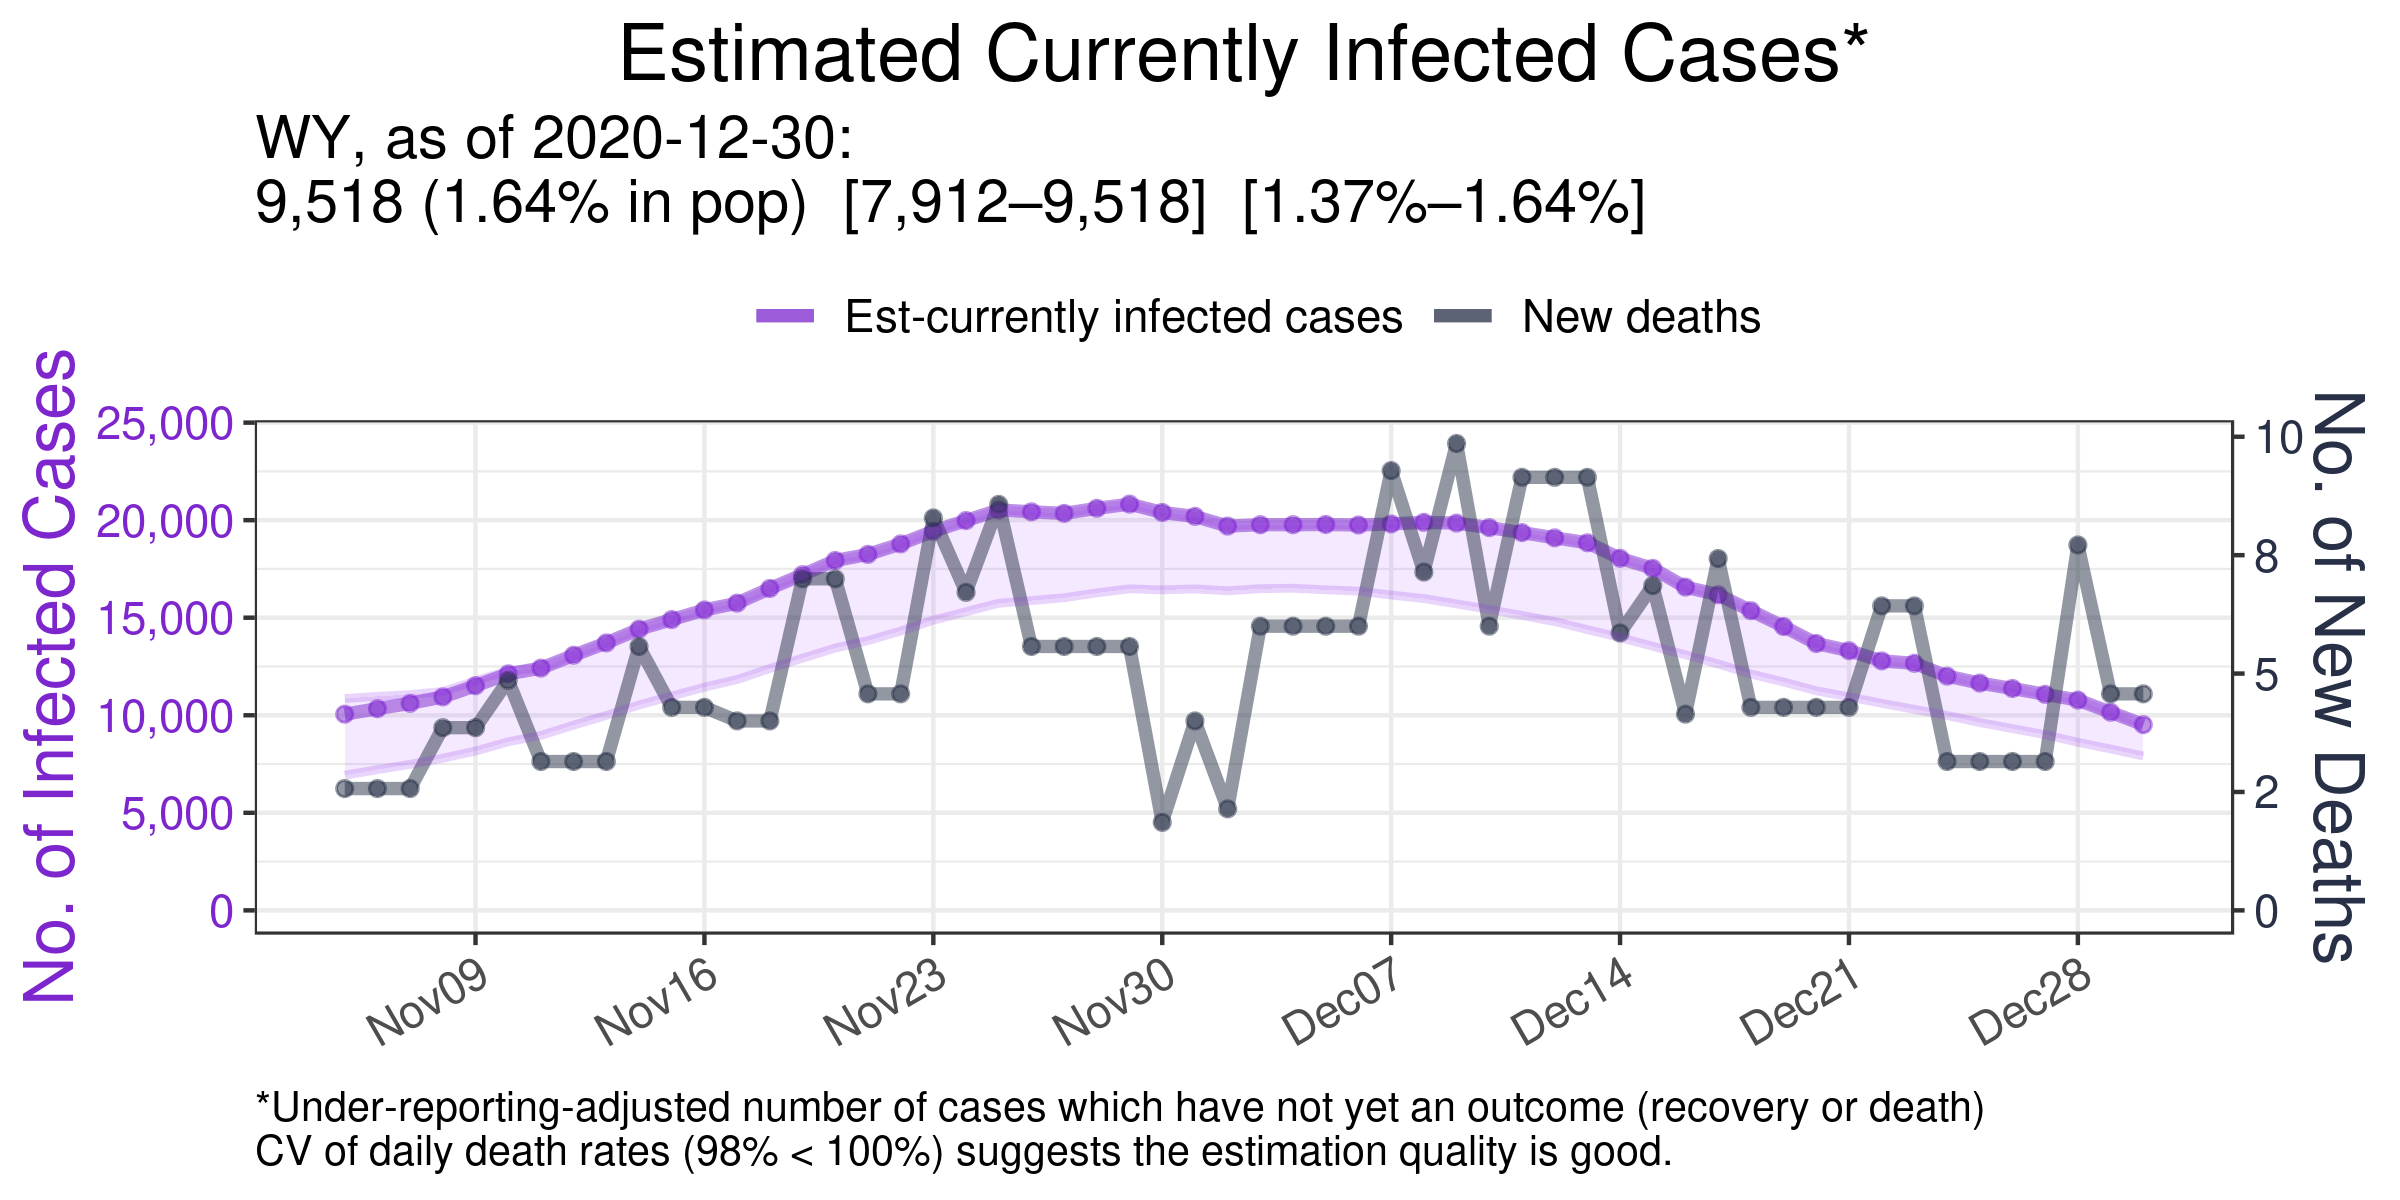 Estimated Currently Infected Cases*
WY, as of 2020-12-30:
9,518 (1.64% in pop)  [7,912–9,518]  [1.37%–1.64%]
Est-currently infected cases
New deaths
No. of Infected Cases
25,000
20,000
15,000
10,000
5,000
0
10
8
5
2
0
No. of New Deaths
Nov09
Nov16
Nov23
Nov30
Dec07
Dec14
Dec21
Dec28
*Under-reporting-adjusted number of cases which have not yet an outcome (recovery or death)
CV of daily death rates (98% < 100%) suggests the estimation quality is good.